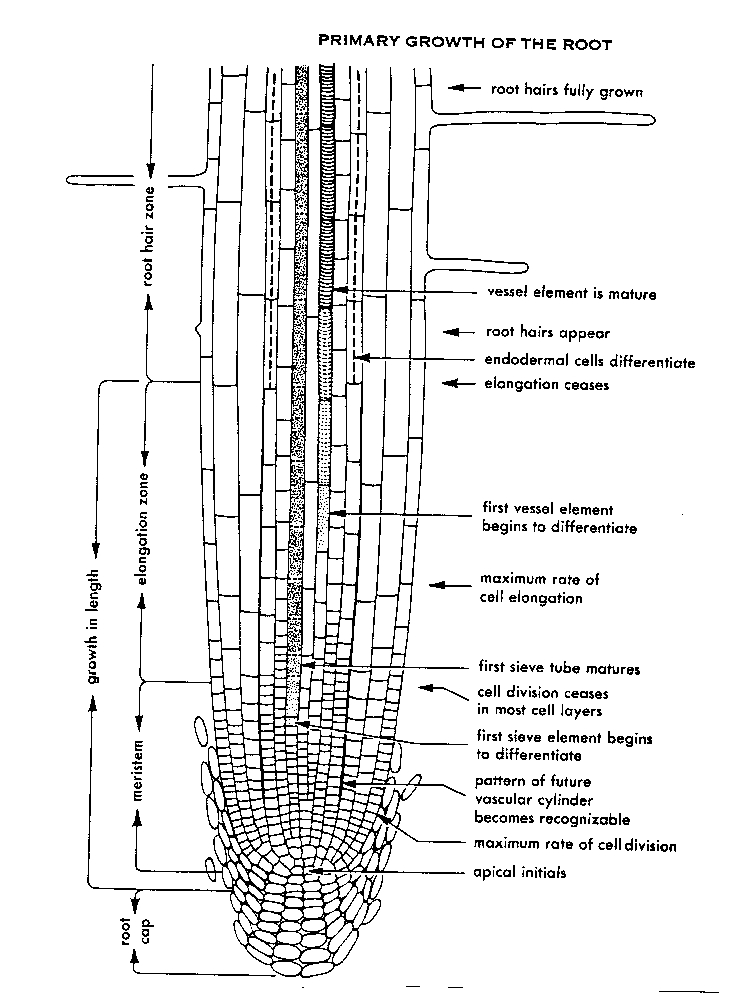 PRIMARY GROWTH OF THE ROOT
root hairs fully grown
root hair zone
vessel element is mature
root hairs appear
endodermal cells differentiate
elongation ceases
elongation zone
first vessel element
begins to differentiate
growth in length
maximum rate of
cell elongation
first sieve tube matures
cell division ceases
in most cell layers
meristem
first sieve element begins
to differentiate
pattern of future
vascular cylinder
becomes recognizable
maximum rate of cell division
apical initials
root
cap